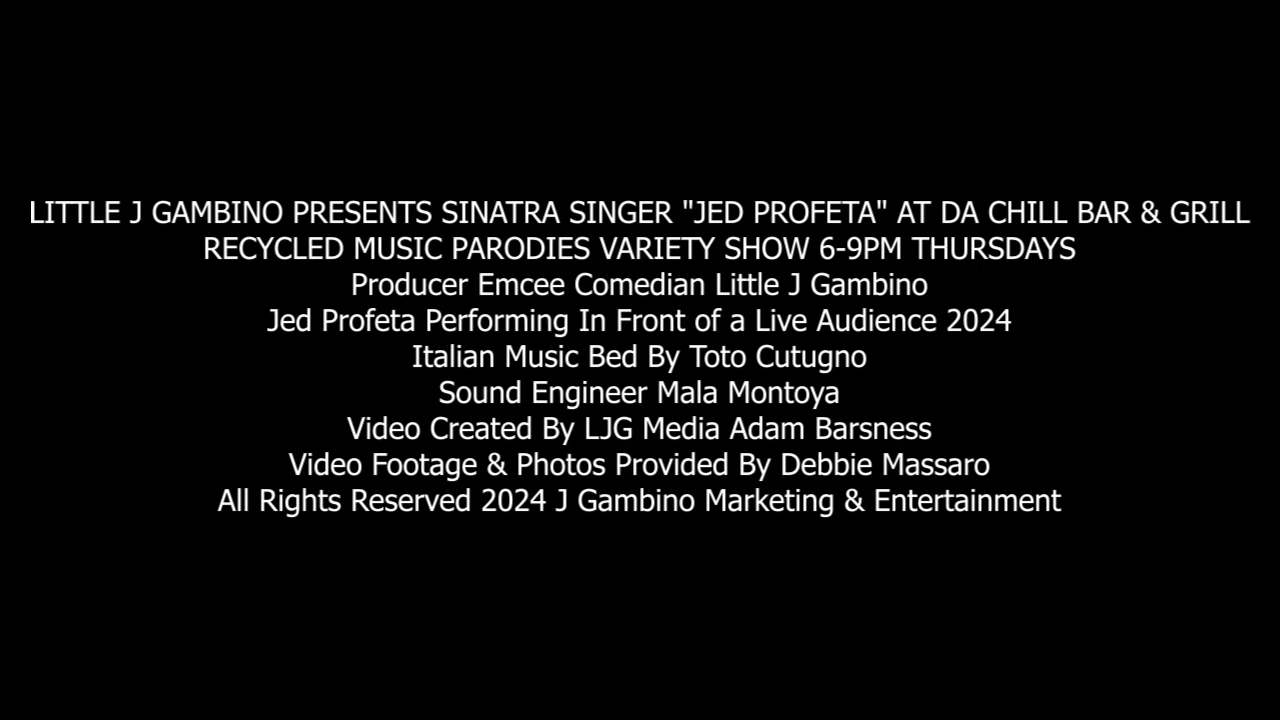 LITTLE J GAMBINO PRESENTS SINATRA SINGER "JED PROFETA" AT DA CHILL BAR & GRILL
RECYCLED MUSIC PARODIES VARIETY SHOW 6-9PM THURSDAYS
Producer Emcee Comedian Little J Gambino
Jed Profeta Performing In Front of a Live Audience 2024
Italian Music Bed By Toto Cutugno
Sound Engineer Mala Montoya
Video Created By LJG Media Adam Barsness
Video Footage & Photos Provided By Debbie Massaro
All Rights Reserved 2024 J Gambino Marketing & Entertainment